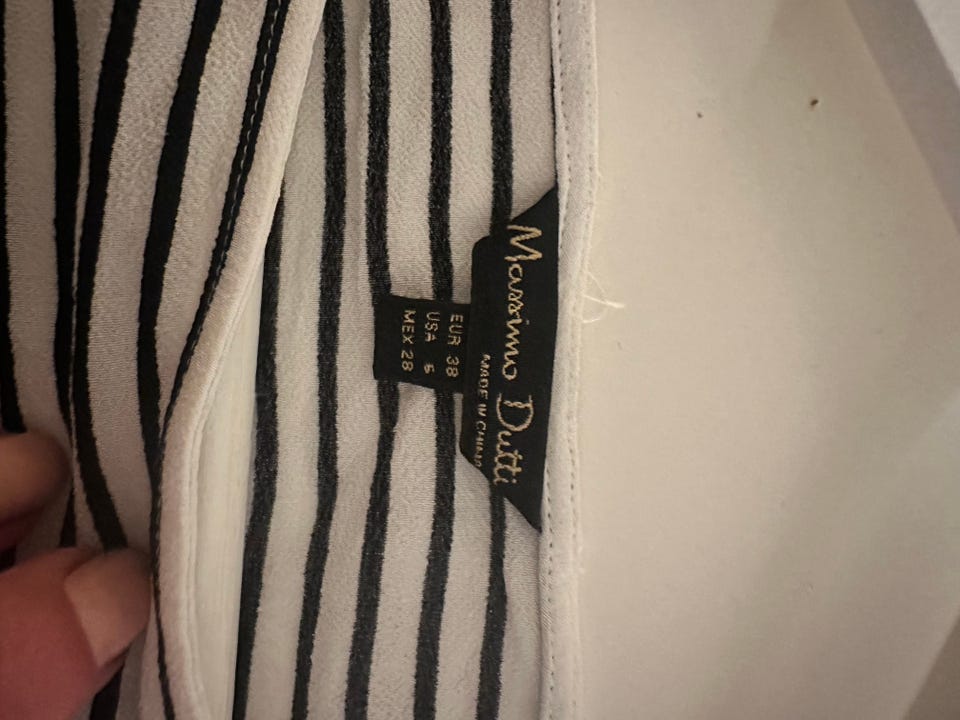 Massimo Dutti
MADE IN CHINA
EUR 38
USA 6
MEX 28